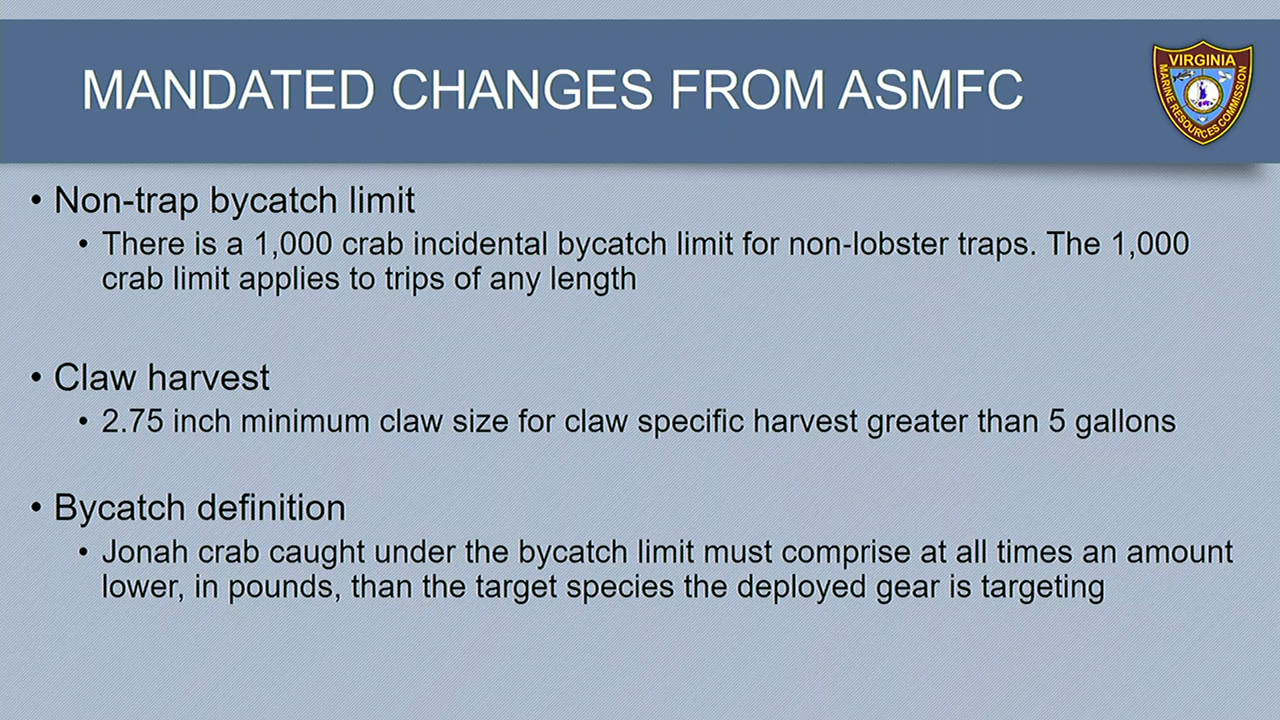 MANDATED CHANGES FROM ASMFC
VIRGINIA
MARINE RESOURCES COMMISSION
• Non-trap bycatch limit
• There is a 1,000 crab incidental bycatch limit for non-lobster traps. The 1,000
crab limit applies to trips of any length
• Claw harvest
• 2.75 inch minimum claw size for claw specific harvest greater than 5 gallons
• Bycatch definition
• Jonah crab caught under the bycatch limit must comprise at all times an amount
lower, in pounds, than the target species the deployed gear is targeting